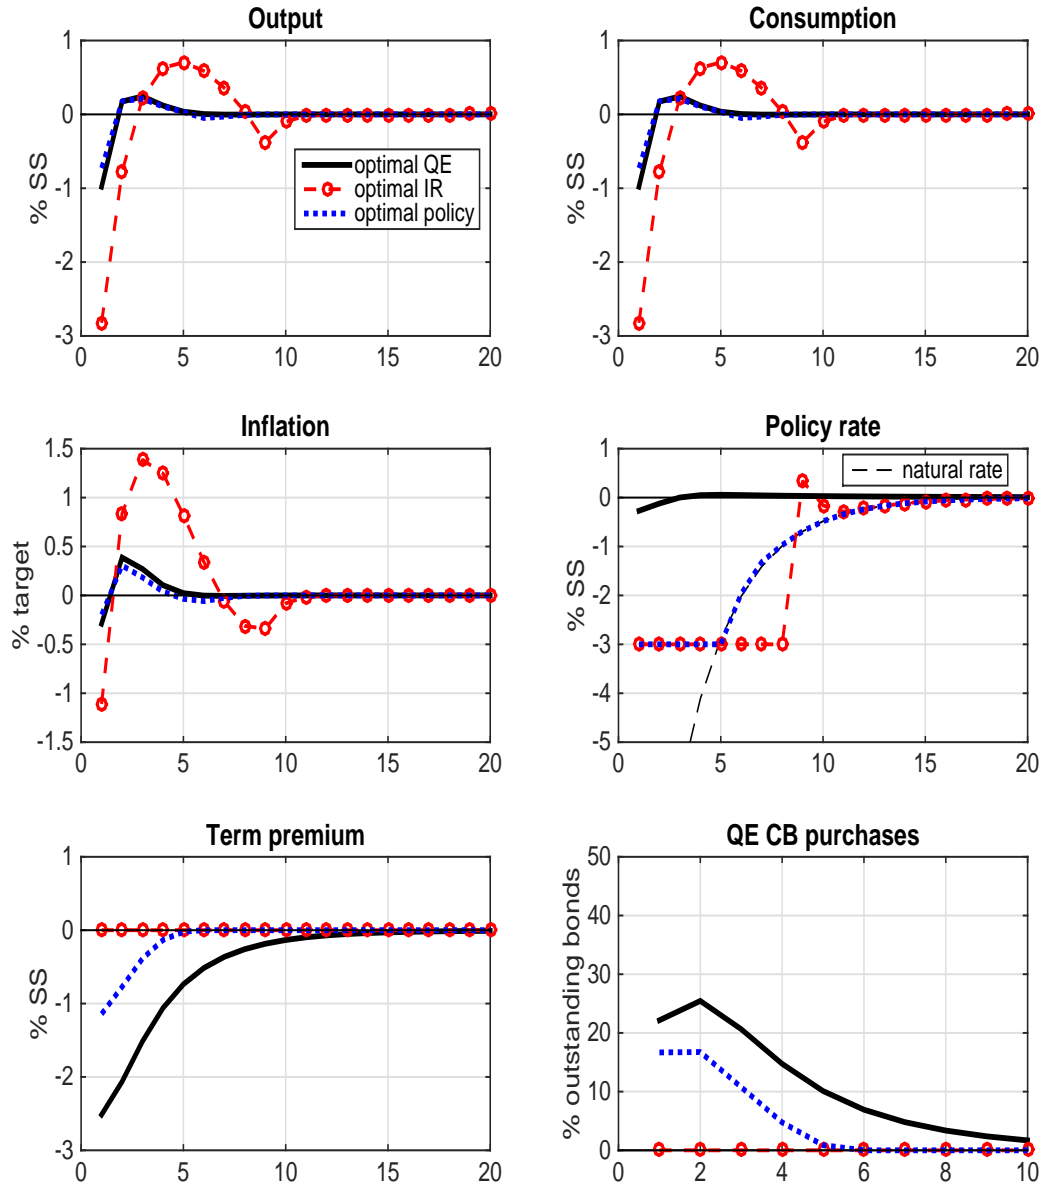 Output
1
0
-1
-2
-3
% SS
optimal QE
optimal IR
optimal policy
0 5 10 15 20
Consumption
1
0
-1
-2
-3
% SS
0 5 10 15 20
Inflation
1.5
1
0.5
0
-0.5
-1
-1.5
% target
0 5 10 15 20
Policy rate
1
0
-1
-2
-3
-4
-5
% SS
natural rate
0 5 10 15 20
Term premium
1
0
-1
-2
-3
% SS
0 5 10 15 20
QE CB purchases
50
40
30
20
10
0
% outstanding bonds
0 2 4 6 8 10